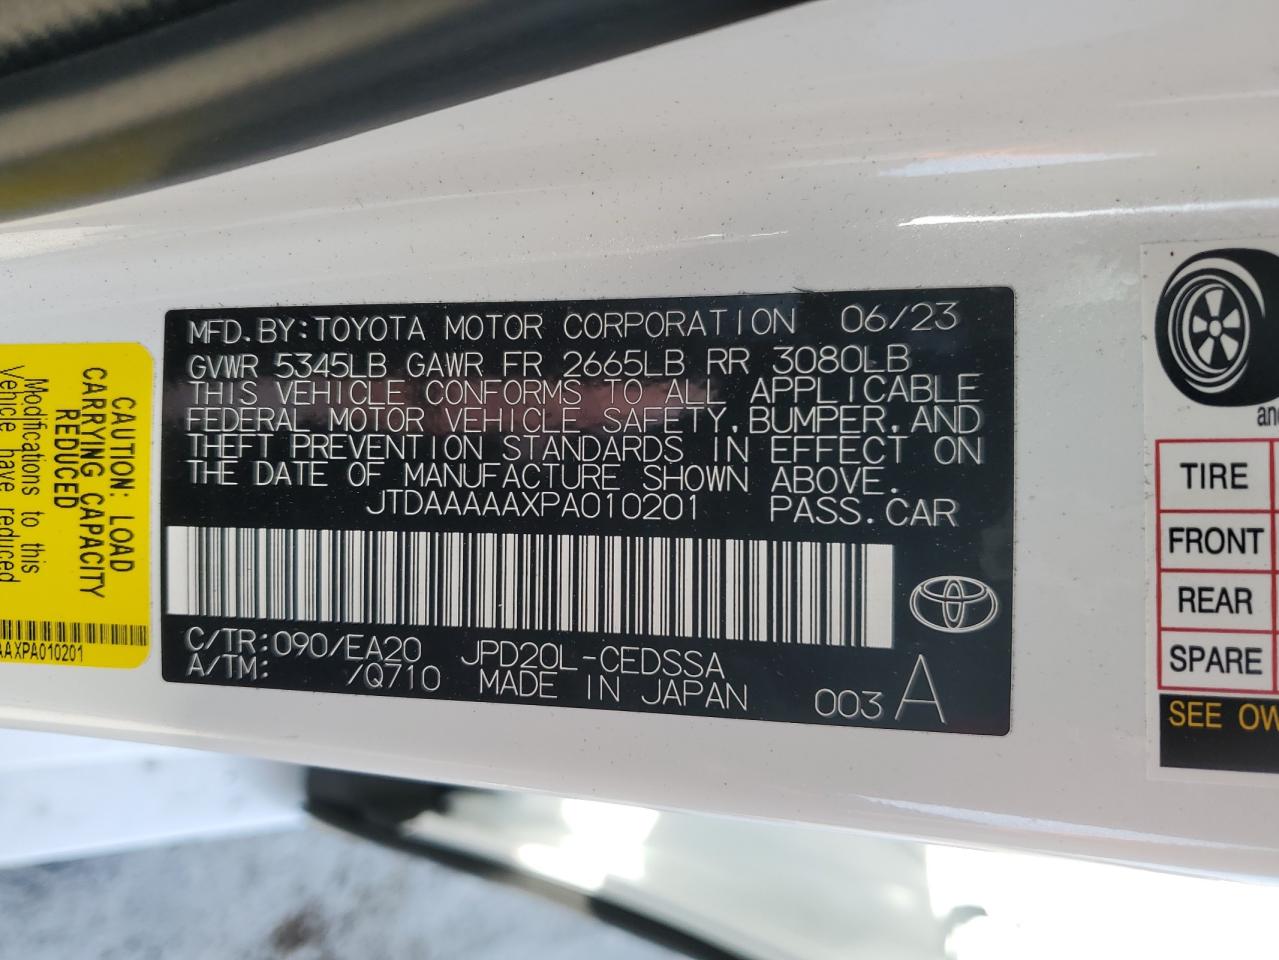 MFD.BY:TOYOTA MOTOR CORPORATION 06/23
GVWR 5345LB GAWR FR 2665LB RR 3080LB
THIS VEHICLE CONFORMS TO ALL APPLICABLE
FEDERAL MOTOR VEHICLE SAFETY,BUMPER,AND
THEFT PREVENTION STANDARDS IN EFFECT ON
THE DATE OF MANUFACTURE SHOWN ABOVE.
JTDAAAAAXPA010201 PASS.CAR
C/TR:090/EA20 JPD20L-CEDSSA
A/TM: /Q710 MADE IN JAPAN 003 A
CAUTION: LOAD
CARRYING CAPACITY
REDUCED
Modifications to this
Vehicle have reduced
AAXPA010201
TIRE
FRONT
REAR
SPARE
SEE